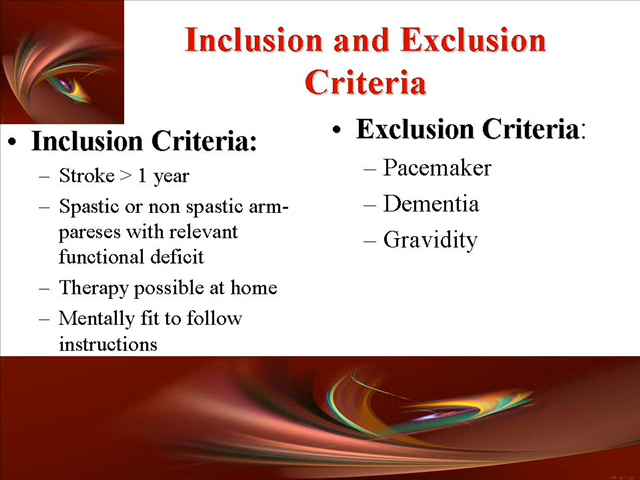 Inclusion and Exclusion
Criteria
• Inclusion Criteria:
– Stroke > 1 year
– Spastic or non spastic arm-
pareses with relevant
functional deficit
– Therapy possible at home
– Mentally fit to follow
instructions
• Exclusion Criteria:
– Pacemaker
– Dementia
– Gravidity